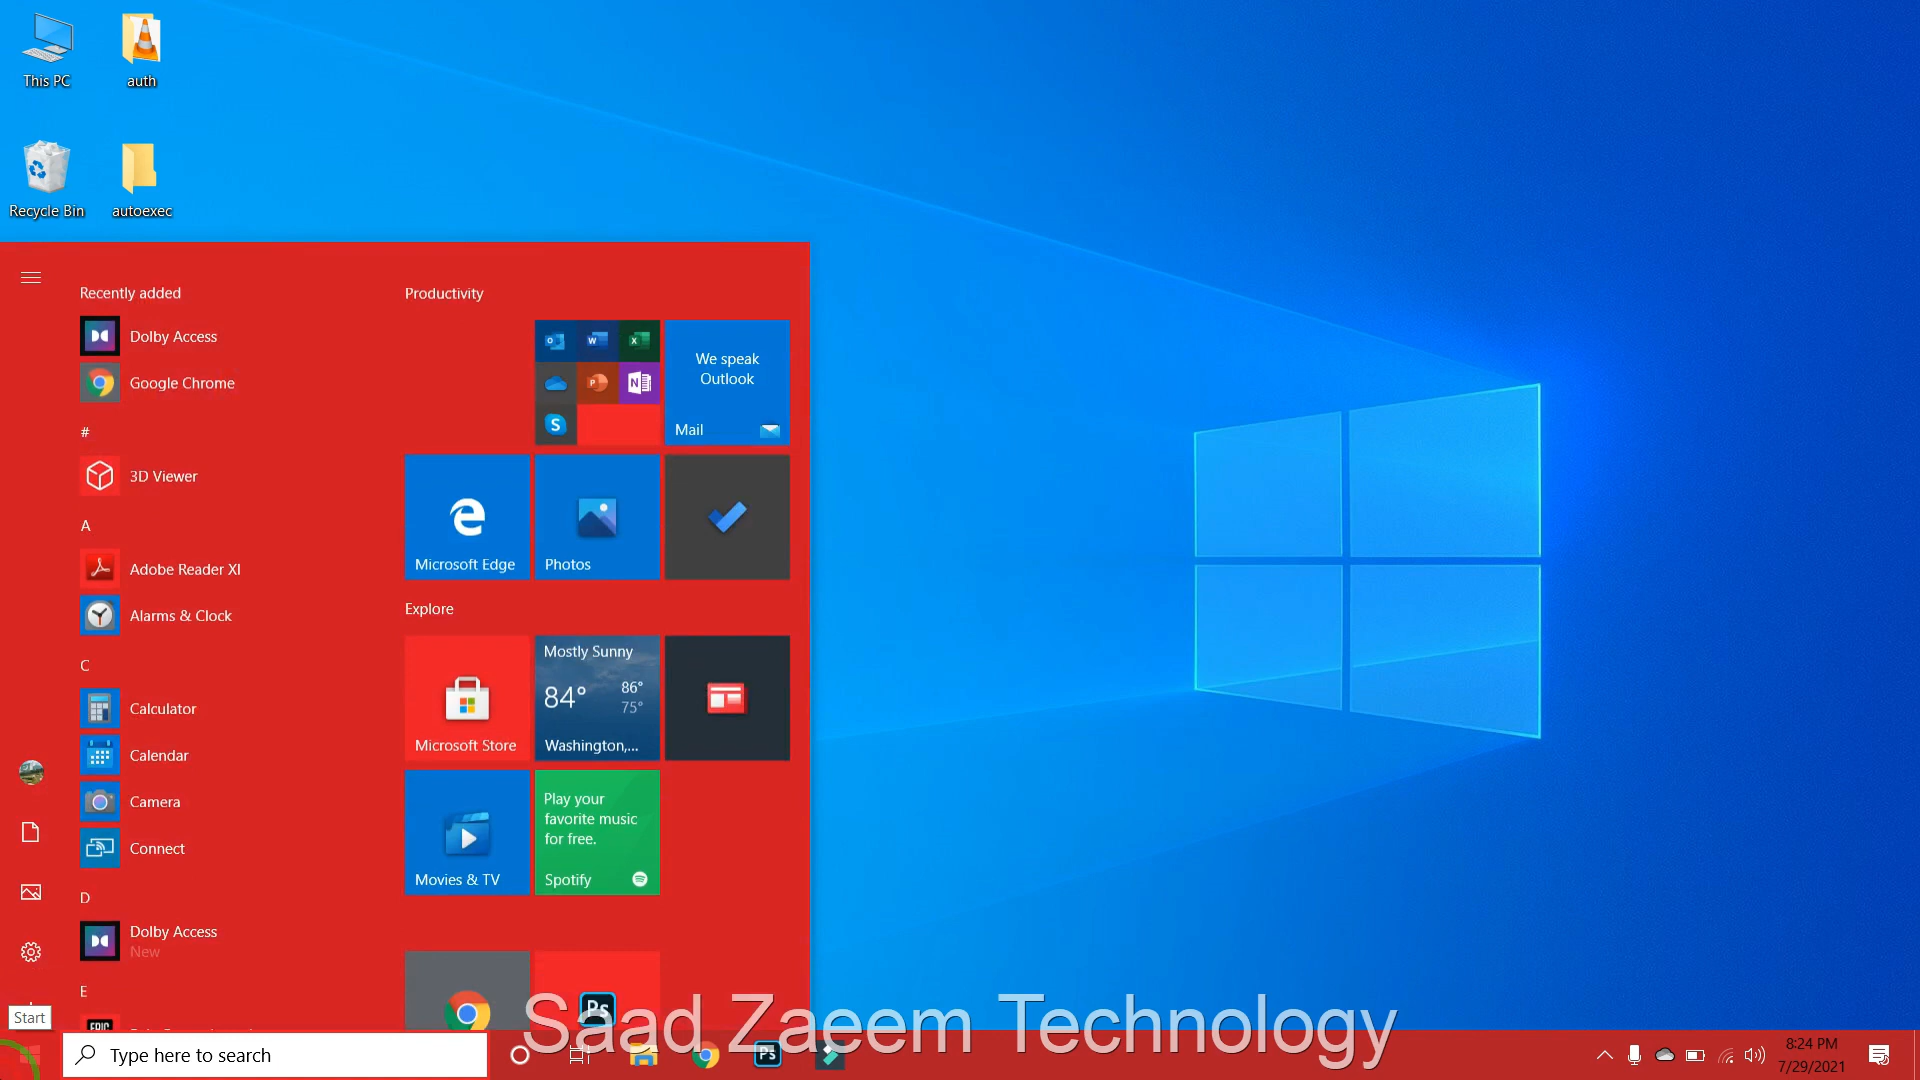 This PC
auth
Recycle Bin
autoexec
Recently added
Dolby Access
Google Chrome
#
3D Viewer
A
Adobe Reader XI
Alarms & Clock
C
Calculator
Calendar
Camera
Connect
D
Dolby Access
New
E
Productivity
We speak
Outlook
Mail
Microsoft Edge
Photos
Explore
Microsoft Store
Mostly Sunny
84°
86°
75°
Washington,...
Movies & TV
Play your
favorite music
for free.
Spotify
Ps
Saad Zaeem Technology
Start
Type here to search
Ps
8:24 PM
7/29/2021